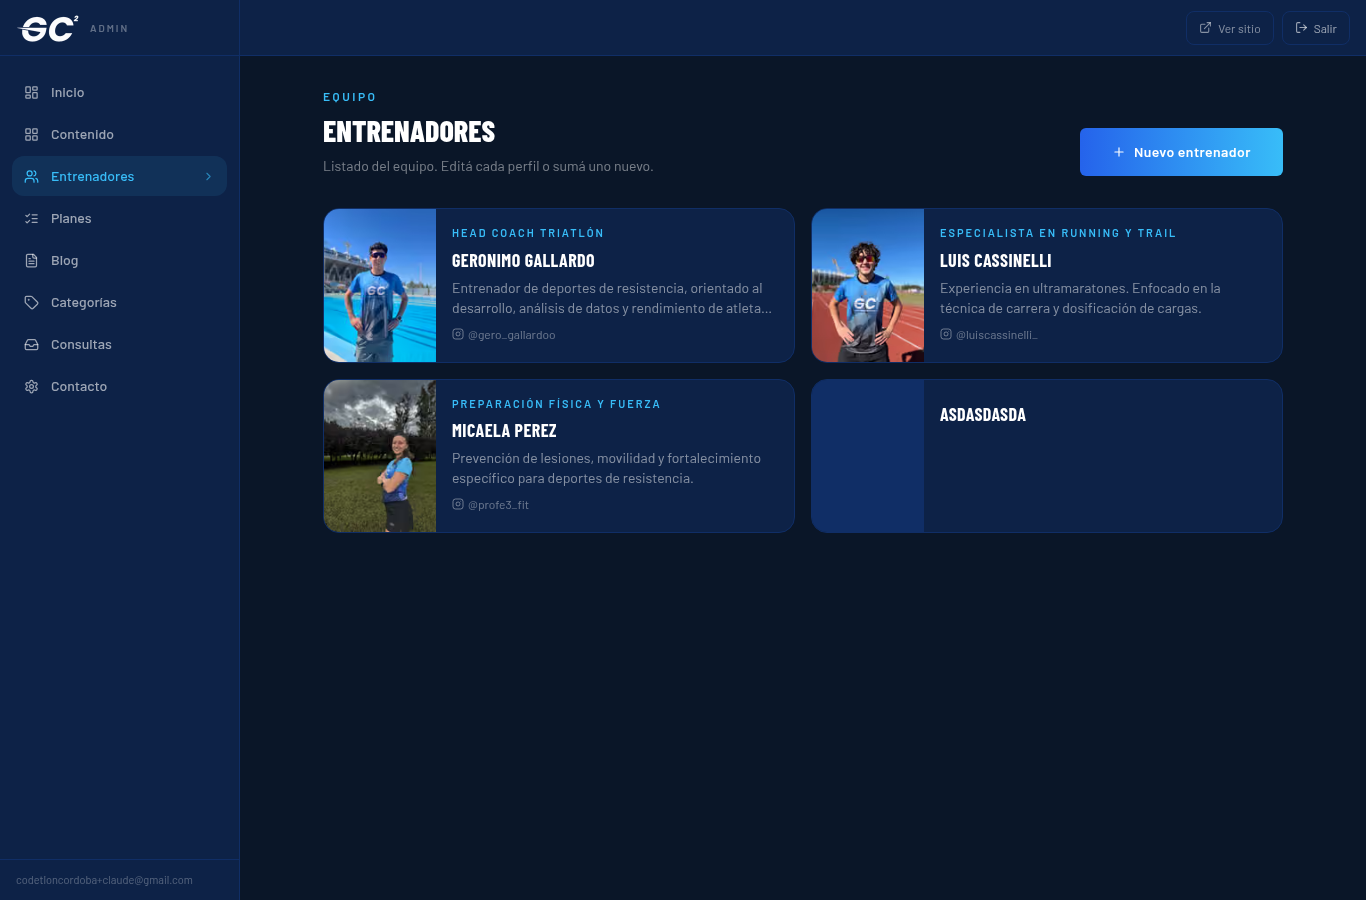 GC²
ADMIN
Ver sitio
Salir
Inicio
Contenido
Entrenadores
Planes
Blog
Categorías
Consultas
Contacto
codetloncordoba+claude@gmail.com
EQUIPO
ENTRENADORES
Listado del equipo. Editá cada perfil o sumá uno nuevo.
Nuevo entrenador
HEAD COACH TRIATLÓN
GERONIMO GALLARDO
Entrenador de deportes de resistencia, orientado al
desarrollo, análisis de datos y rendimiento de atleta...
@gero_gallardoo
GC
ESPECIALISTA EN RUNNING Y TRAIL
LUIS CASSINELLI
Experiencia en ultramaratones. Enfocado en la
técnica de carrera y dosificación de cargas.
@luiscassinelli_
GC²
PREPARACIÓN FÍSICA Y FUERZA
MICAELA PEREZ
Prevención de lesiones, movilidad y fortalecimiento
específico para deportes de resistencia.
@profe3_fit
ASDASDASDA